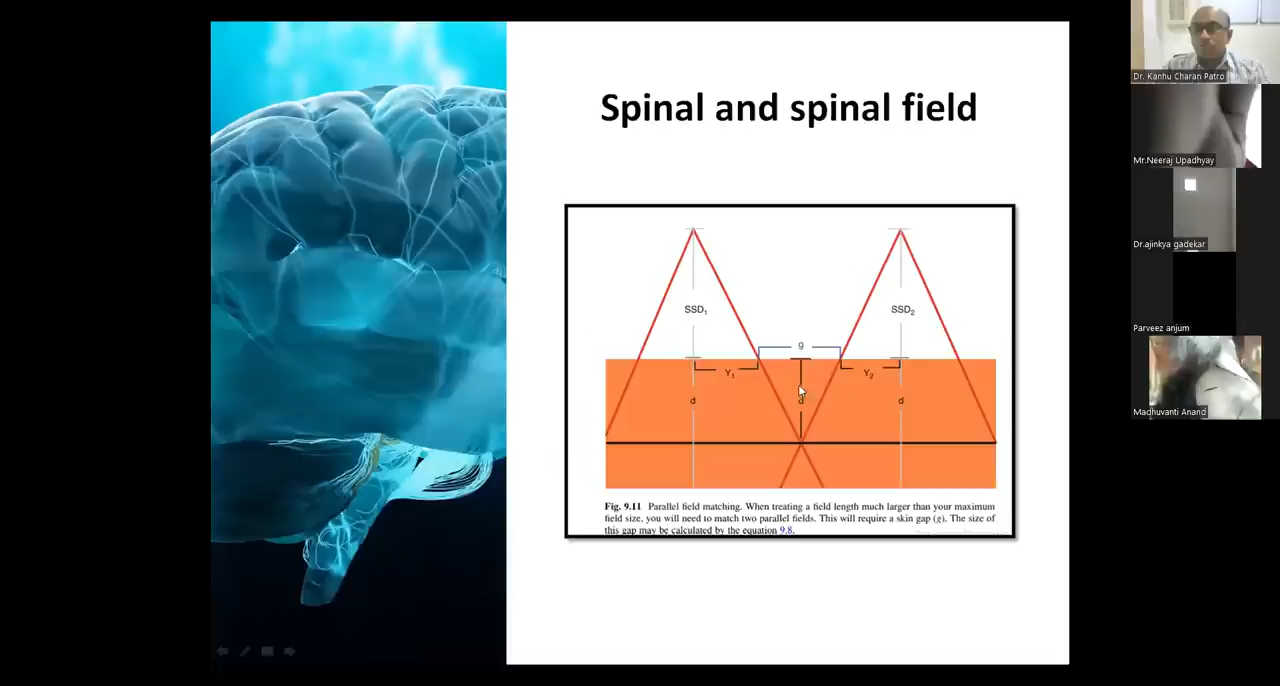 Spinal and spinal field
SSD1
SSD2
g
Y1
Y2
d
d
d
Fig. 9.11 Parallel field matching. When treating a field length much larger than your maximum
field size, you will need to match two parallel fields. This will require a skin gap (g). The size of
this gap may be calculated by the equation 9.8.
Dr. Kanhu Charan Patro
Mr.Neeraj Upadhyay
Dr.ajinkya gadekar
Parveez anjum
Madhuvanti Anand